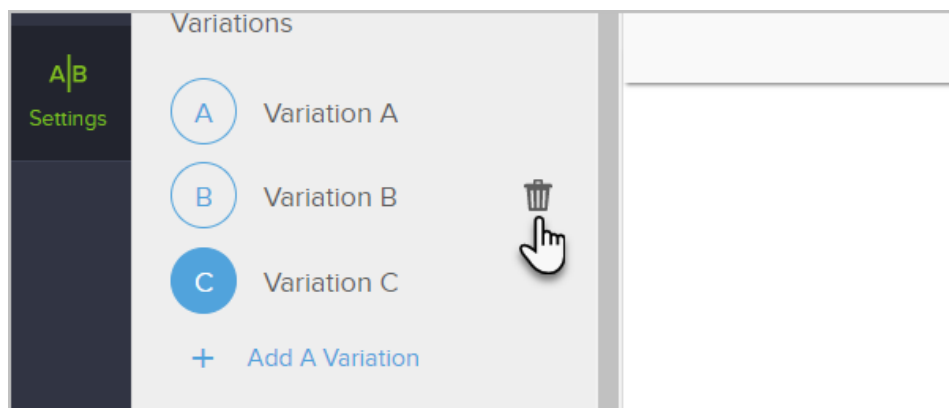 Variations
A|B
Settings
A Variation A
B Variation B
C Variation C
+ Add A Variation